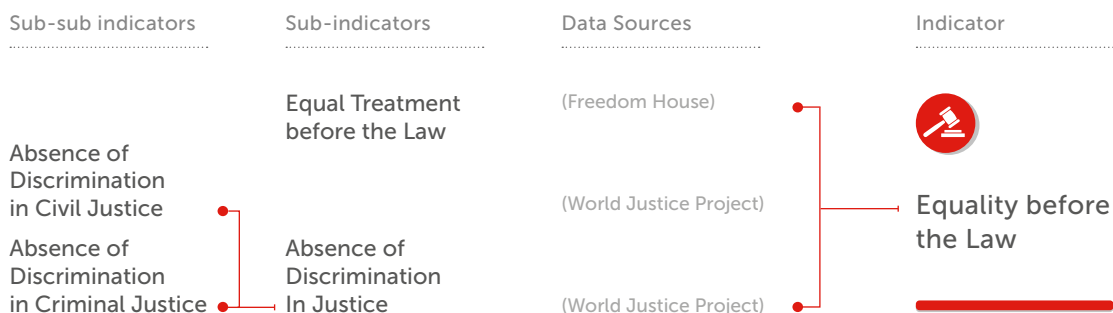 Sub-sub indicators
Sub-indicators
Data Sources
Indicator
Equal Treatment
before the Law
(Freedom House)
Absence of
Discrimination
in Civil Justice
(World Justice Project)
Equality before
the Law
Absence of
Discrimination
in Criminal Justice
Absence of
Discrimination
In Justice
(World Justice Project)